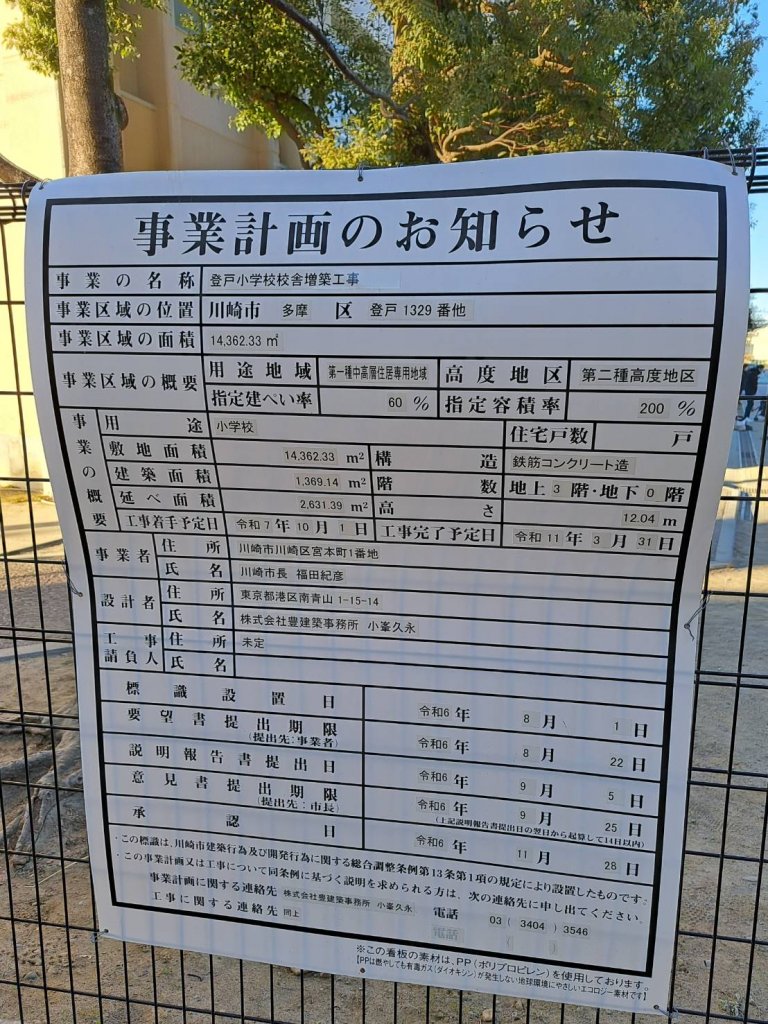 事業計画のお知らせ
事業の名称 登戸小学校校舎増築工事
事業区域の位置 川崎市 多摩 区 登戸 1329 番他
事業区域の面積 14,362.33 ㎡
事業区域の概要 用途地域 第一種中高層住居専用地域 高度地区 第二種高度地区
指定建ぺい率 60 % 指定容積率 200 %
事業の概要 用途 小学校 住宅戸数 戸
敷地面積 14,362.33 m² 構造 鉄筋コンクリート造
建築面積 1,369.14 m² 階数 地上 3 階・地下 0 階
延べ面積 2,631.39 m² 高さ 12.04 m
工事着手予定日 令和 7 年 10 月 1 日 工事完了予定日 令和 11 年 3 月 31 日
事業者 住所 川崎市川崎区宮本町1番地
氏名 川崎市長 福田紀彦
設計者 住所 東京都港区南青山 1-15-14
氏名 株式会社豊建築事務所 小峯久永
工事請負人 住所 未定
氏名
標識設置日 令和6 年 8 月 1 日
要望書提出期限 (提出先:事業者) 令和6 年 8 月 22 日
説明報告書提出日 令和6 年 9 月 5 日
意見書提出期限 (提出先:市長) 令和6 年 9 月 25 日
(上記説明報告書提出日の翌日から起算して14日以内)
承認日 令和6 年 11 月 28 日
・この標識は、川崎市建築行為及び開発行為に関する総合調整条例第13条第1項の規定により設置したものです。
・この事業計画又は工事について同条例に基づく説明を求められる方は、次の連絡先に申し出てください。
事業計画に関する連絡先 株式会社豊建築事務所 小峯久永 電話 03 ( 3404 ) 3546
工事に関する連絡先 同上 電話 ( )
※この看板の素材は、PP(ポリプロピレン)を使用しております。
【PPは燃やしても有毒ガス(ダイオキシン)が発生しない地球環境にやさしいエコロジー素材です】